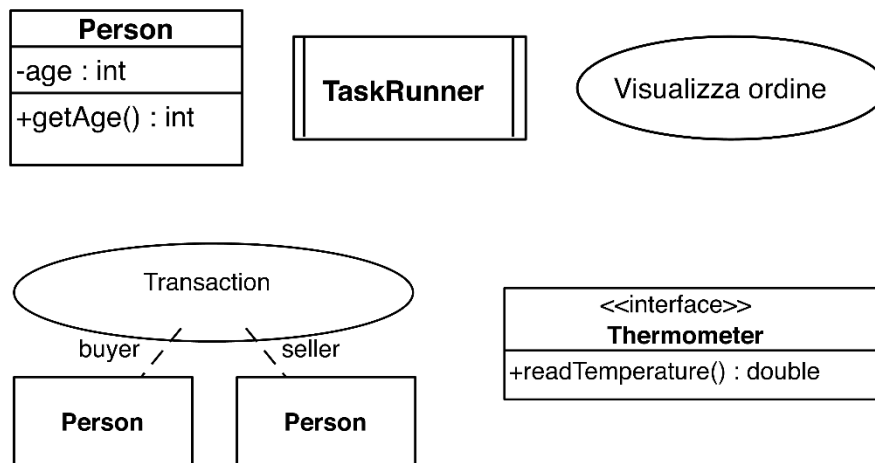 Person
-age : int
+getAge() : int
TaskRunner
Visualizza ordine
Transaction
buyer
seller
Person
Person
<<interface>>
Thermometer
+readTemperature() : double